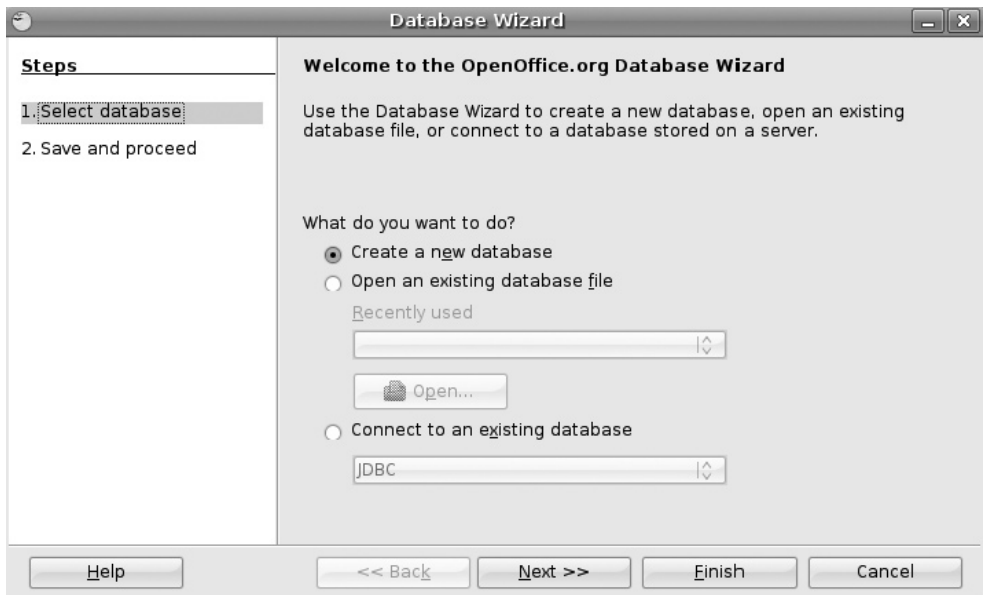 Database Wizard
Steps
1. Select database
2. Save and proceed
Welcome to the OpenOffice.org Database Wizard
Use the Database Wizard to create a new database, open an existing
database file, or connect to a database stored on a server.
What do you want to do?
Create a new database
Open an existing database file
Recently used
Open...
Connect to an existing database
JDBC
Help
<< Back
Next >>
Finish
Cancel